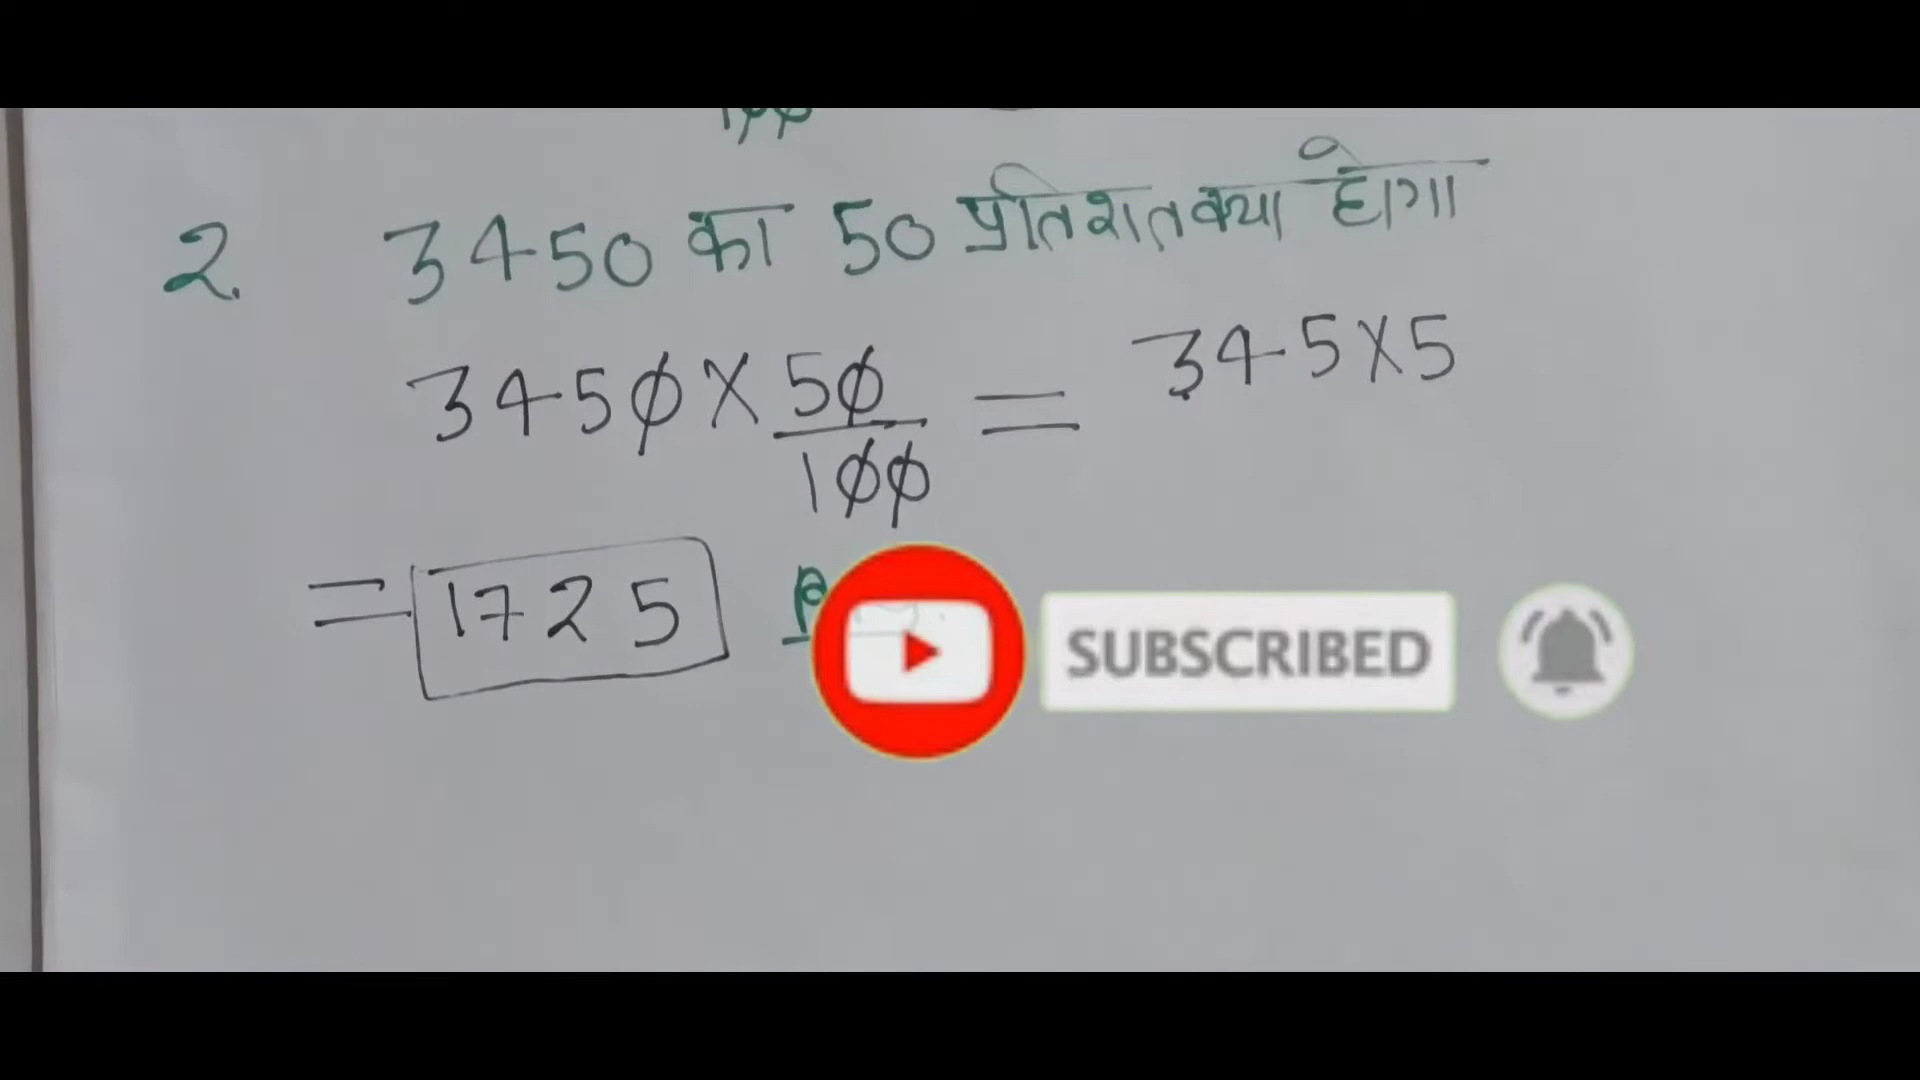 2. 3450 का 50 प्रतिशत क्या होगा
3450 × 50/100 = 345×5
= 1725
SUBSCRIBED